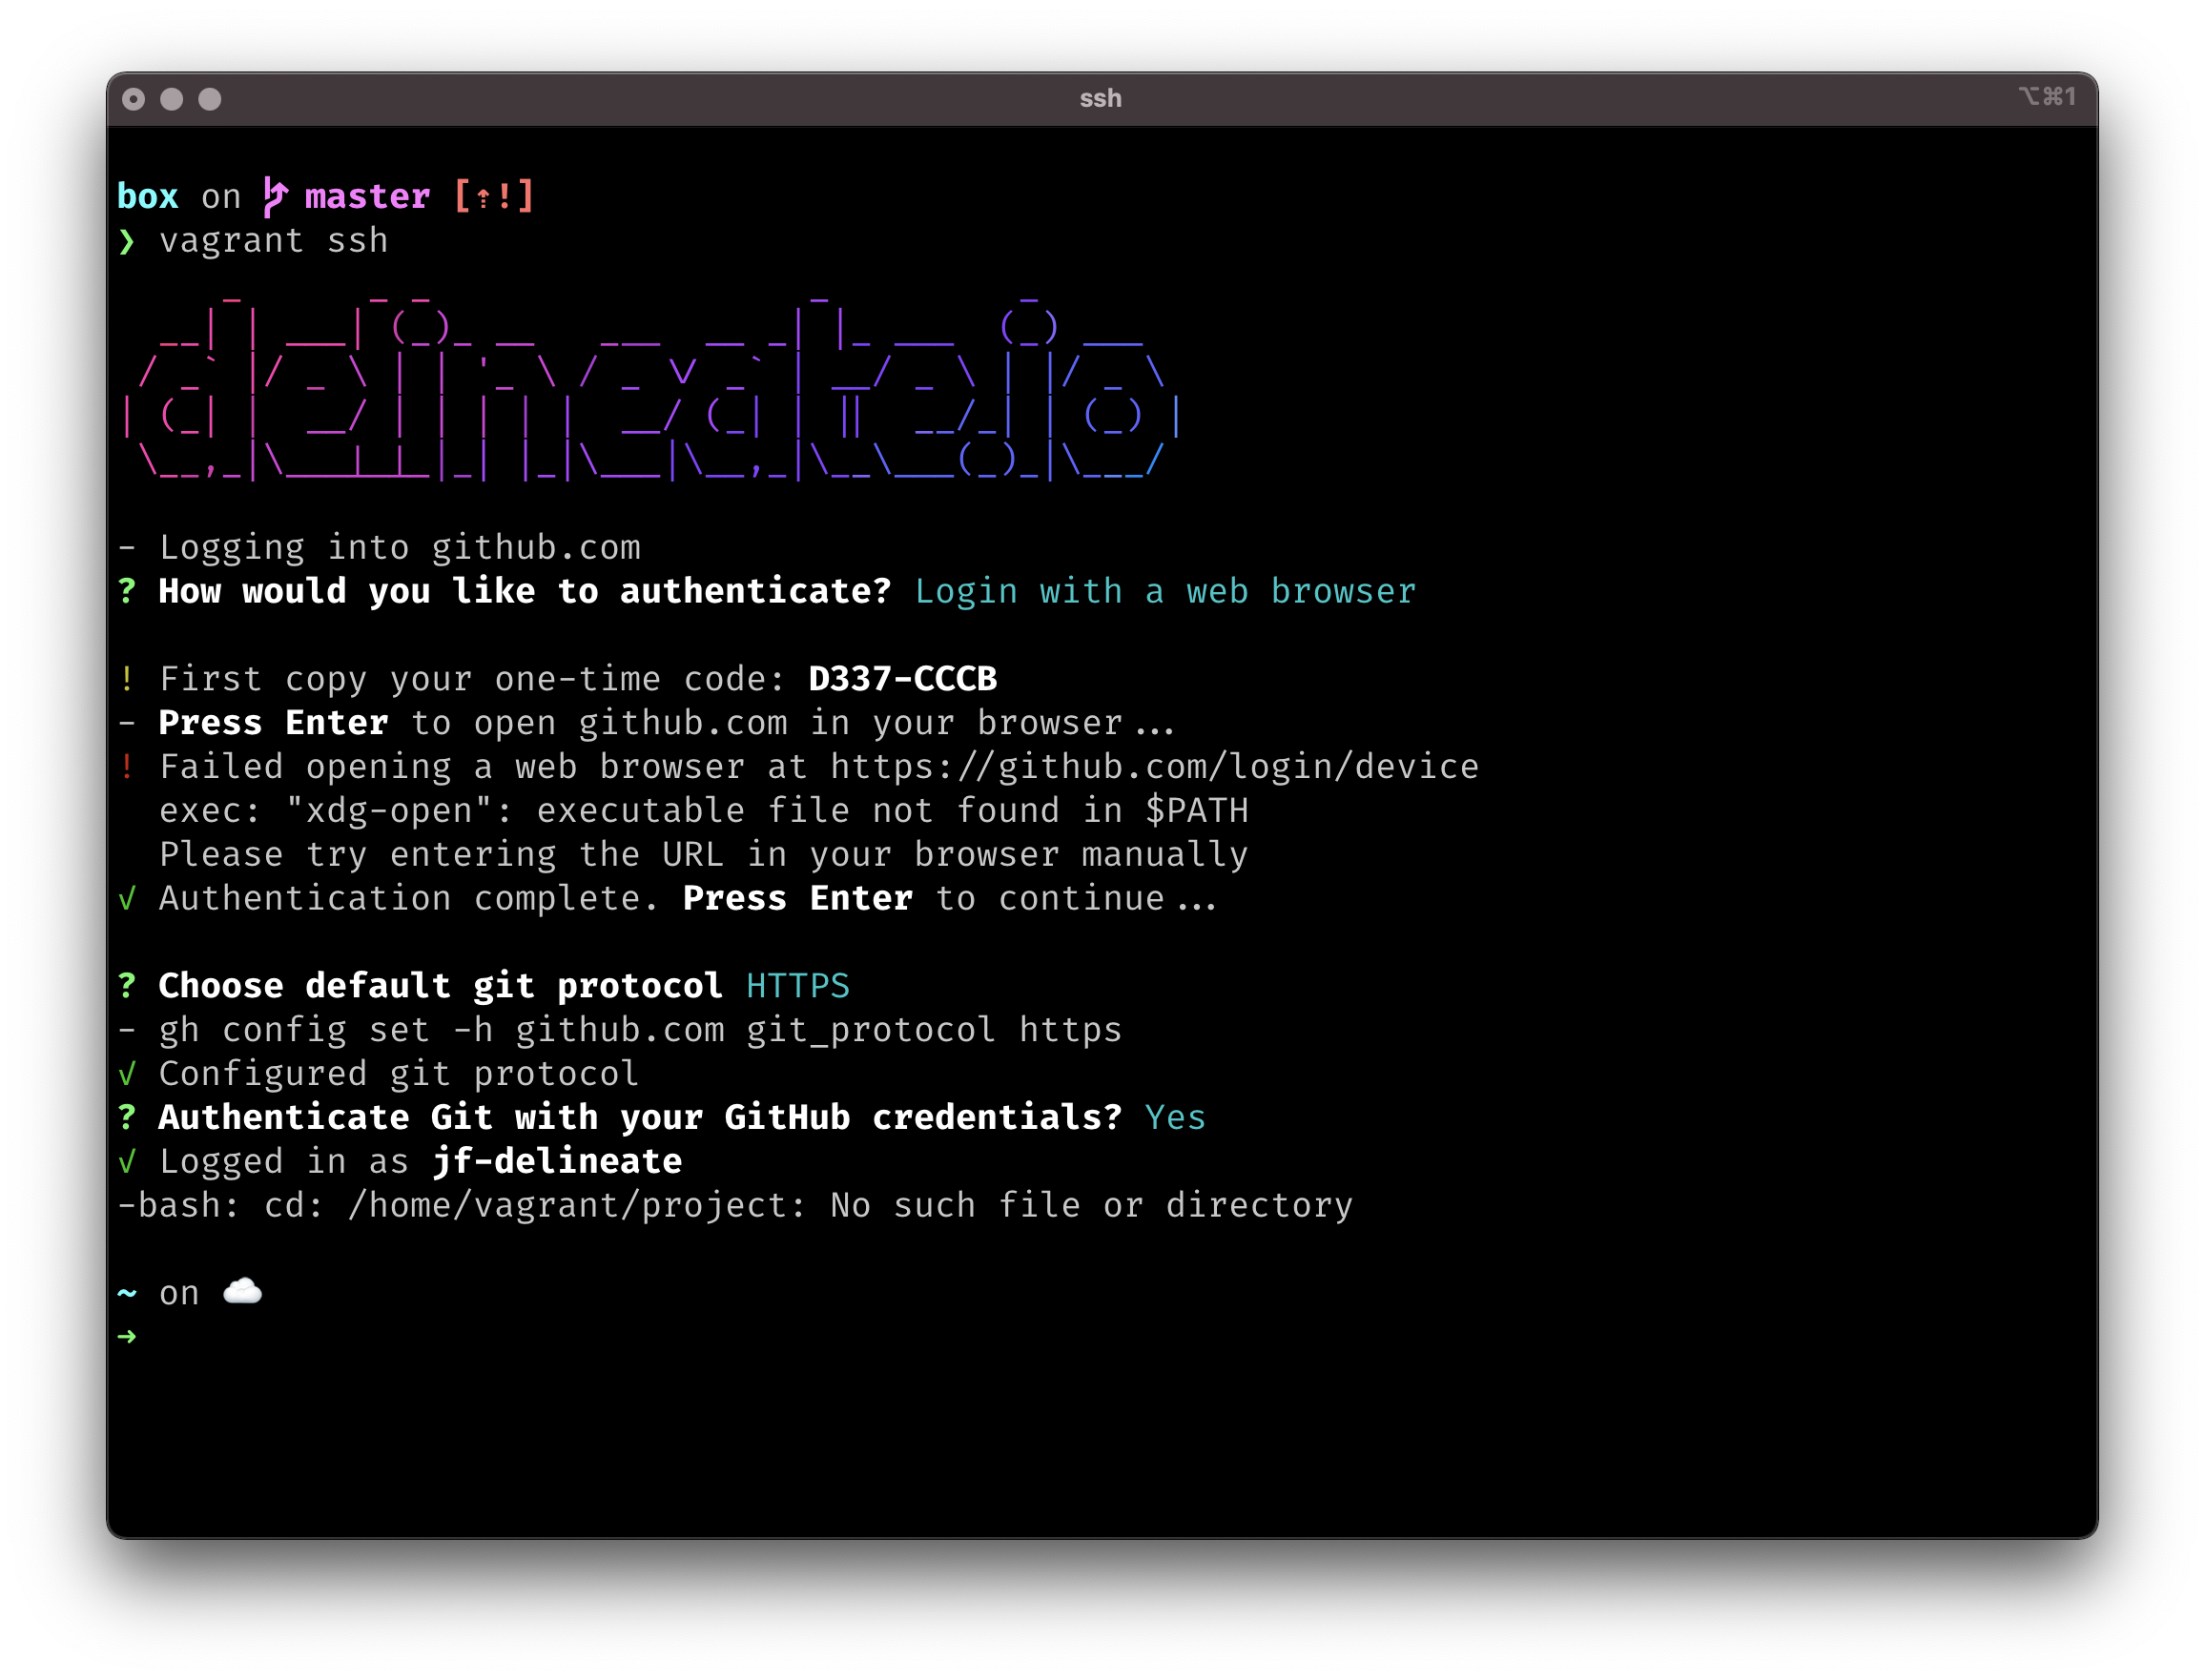 ssh
⌥⌘1
box on master [⇡!]
❯ vagrant ssh
delineate.io
- Logging into github.com
? How would you like to authenticate? Login with a web browser
! First copy your one-time code: D337-CCCB
- Press Enter to open github.com in your browser...
! Failed opening a web browser at https://github.com/login/device
exec: "xdg-open": executable file not found in $PATH
Please try entering the URL in your browser manually
✓ Authentication complete. Press Enter to continue...
? Choose default git protocol HTTPS
- gh config set -h github.com git_protocol https
✓ Configured git protocol
? Authenticate Git with your GitHub credentials? Yes
✓ Logged in as jf-delineate
-bash: cd: /home/vagrant/project: No such file or directory
~ on ☁️
➜